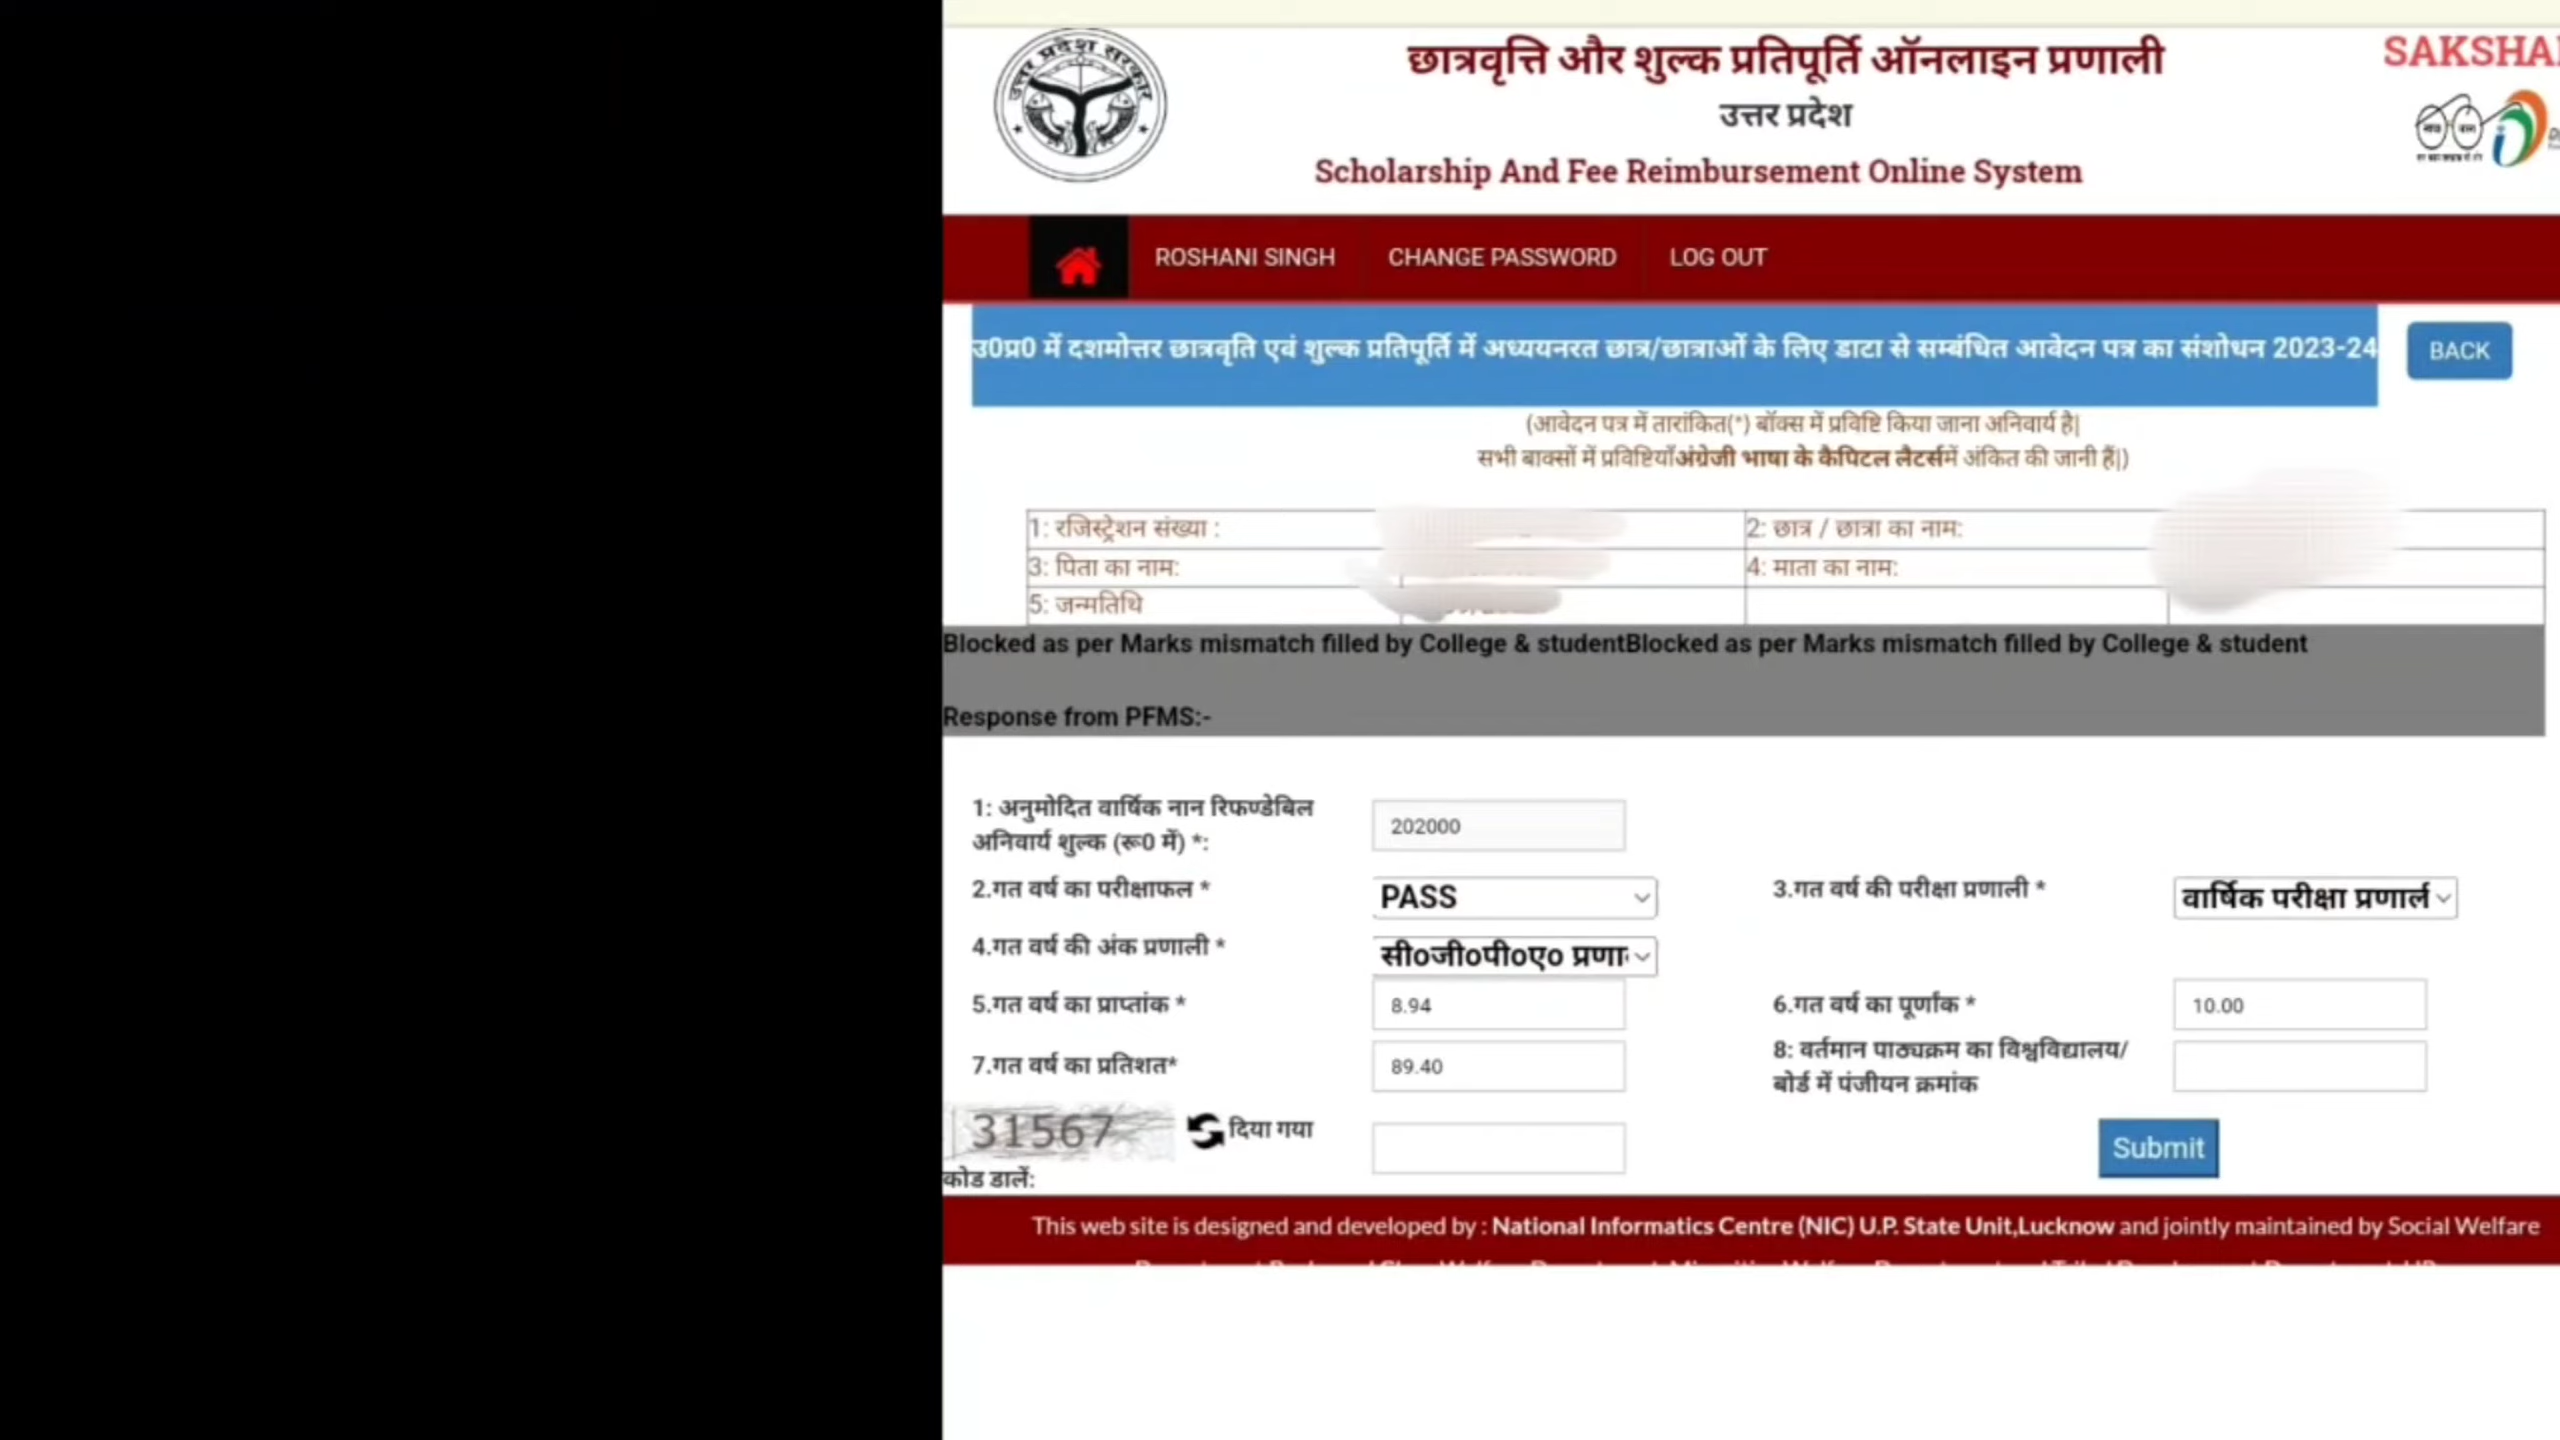 उत्तर प्रदेश सरकार
छात्रवृत्ति और शुल्क प्रतिपूर्ति ऑनलाइन प्रणाली
उत्तर प्रदेश
Scholarship And Fee Reimbursement Online System
ROSHANI SINGH CHANGE PASSWORD LOG OUT
उ0प्र0 में दशमोत्तर छात्रवृति एवं शुल्क प्रतिपूर्ति में अध्ययनरत छात्र/छात्राओं के लिए डाटा से सम्बंधित आवेदन पत्र का संशोधन 2023-24
BACK
(आवेदन पत्र में तारांकित(*) बॉक्स में प्रविष्टि किया जाना अनिवार्य है|
सभी बाक्सों में प्रविष्टियाँअंग्रेजी भाषा के कैपिटल लैटर्समें अंकित की जानी हैं|)
1: रजिस्ट्रेशन संख्या : 2: छात्र / छात्रा का नाम:
3: पिता का नाम: 4: माता का नाम:
5: जन्मतिथि
Blocked as per Marks mismatch filled by College & studentBlocked as per Marks mismatch filled by College & student
Response from PFMS:-
1: अनुमोदित वार्षिक नान रिफण्डेबिल
अनिवार्य शुल्क (रू0 में) *:
202000
2.गत वर्ष का परीक्षाफल * PASS 3.गत वर्ष की परीक्षा प्रणाली * वार्षिक परीक्षा
4.गत वर्ष की अंक प्रणाली * सी०जी०पी०ए०
5.गत वर्ष का प्राप्तांक * 8.94 6.गत वर्ष का पूर्णांक * 10.00
7.गत वर्ष का प्रतिशत* 89.40
8: वर्तमान पाठ्यक्रम का विश्वविद्यालय/
बोर्ड में पंजीयन क्रमांक
31567 दिया गया
कोड डालें:
Submit
This web site is designed and developed by : National Informatics Centre (NIC) U.P. State Unit,Lucknow and jointly maintained by Social Welfare